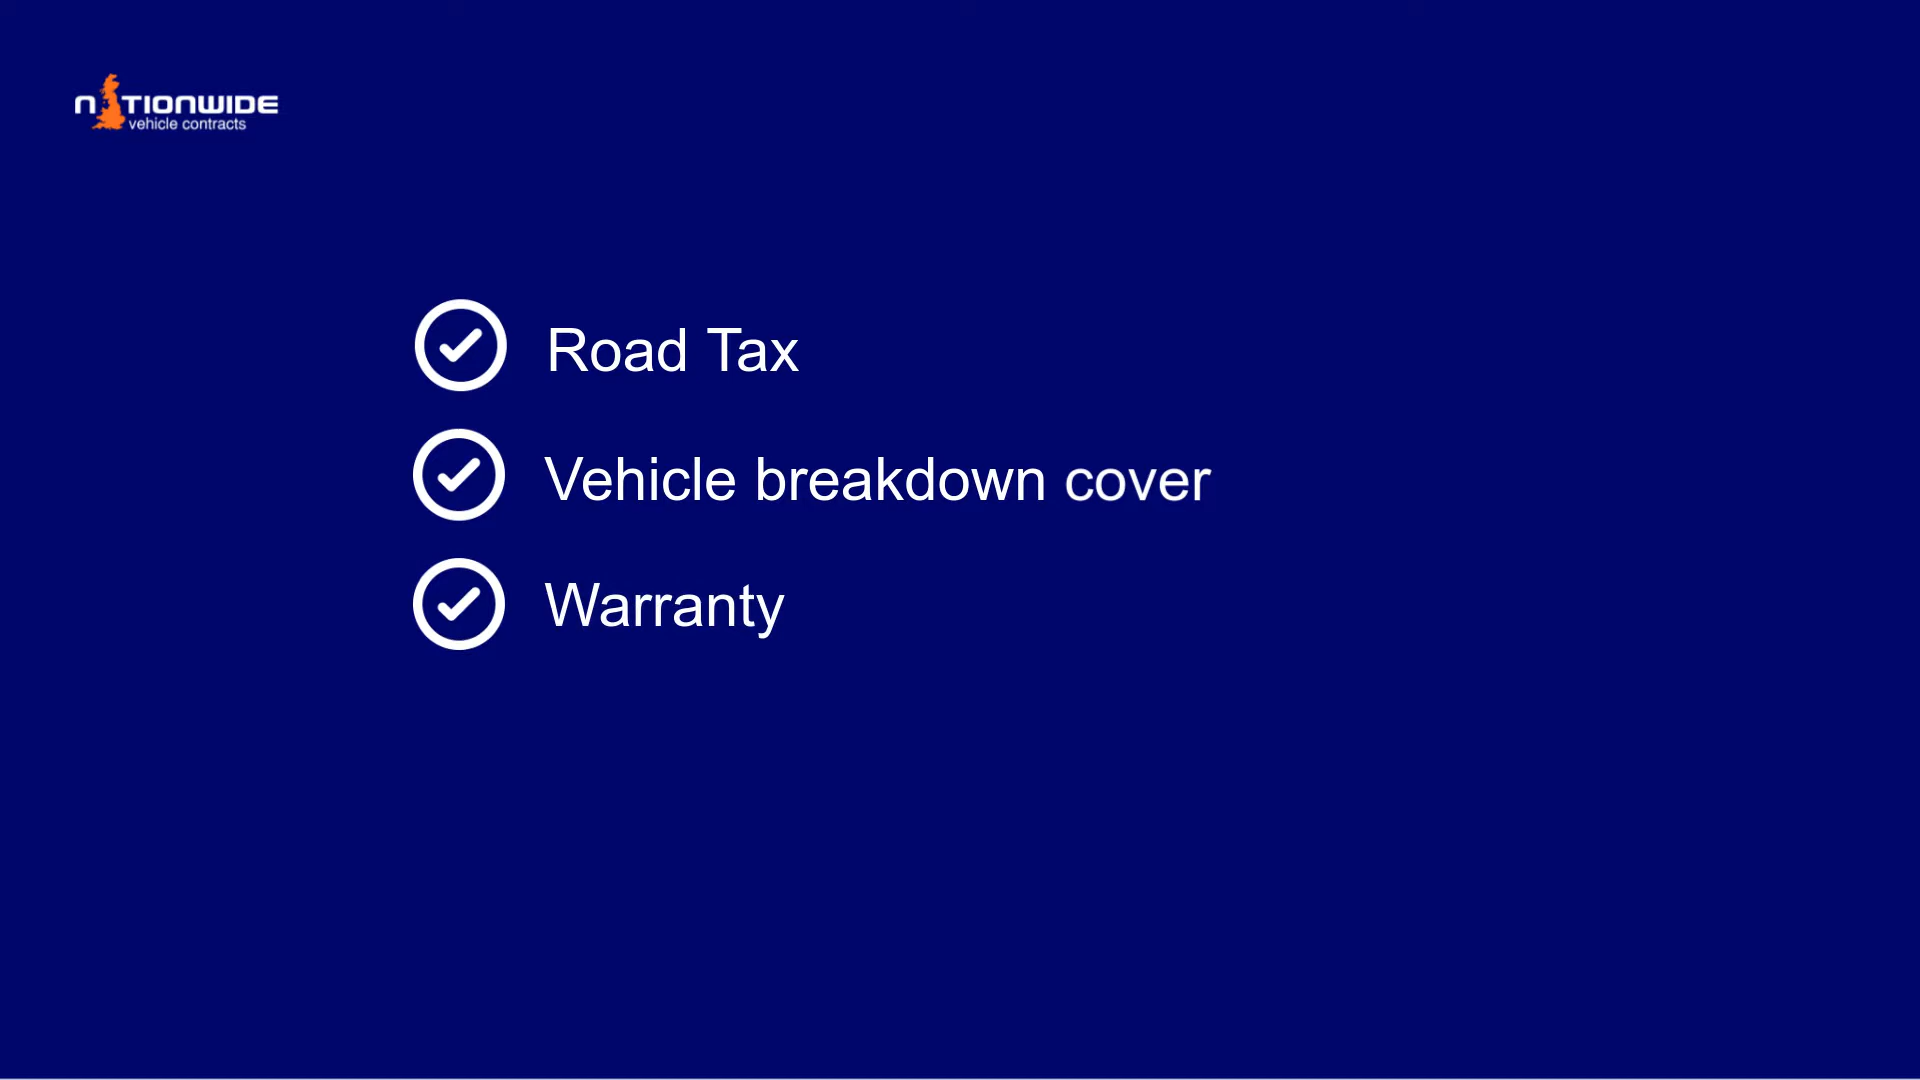 nationwide
vehicle contracts
Road Tax
Vehicle breakdown cover
Warranty